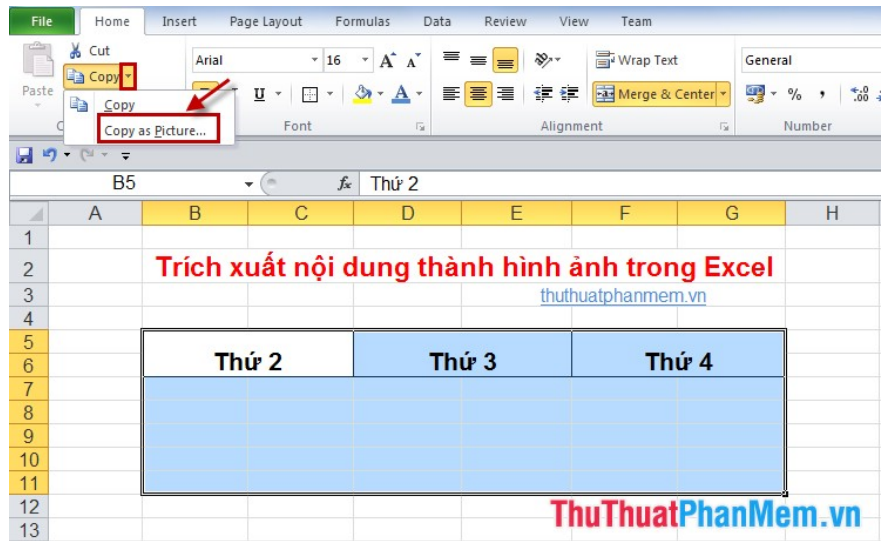 File Home Insert Page Layout Formulas Data Review View Team
Cut
Arial 16 A A Wrap Text General
Copy
Paste
U A Merge & Center % , .00
Copy
Copy as Picture...
Font Alignment Number
B5 fx Thứ 2
A B C D E F G H
1
2 Trích xuất nội dung thành hình ảnh trong Excel
3 thuthuatphanmem.vn
4
5
6 Thứ 2 Thứ 3 Thứ 4
7
8
9
10
11
12
ThuThuatPhanMem.vn
13